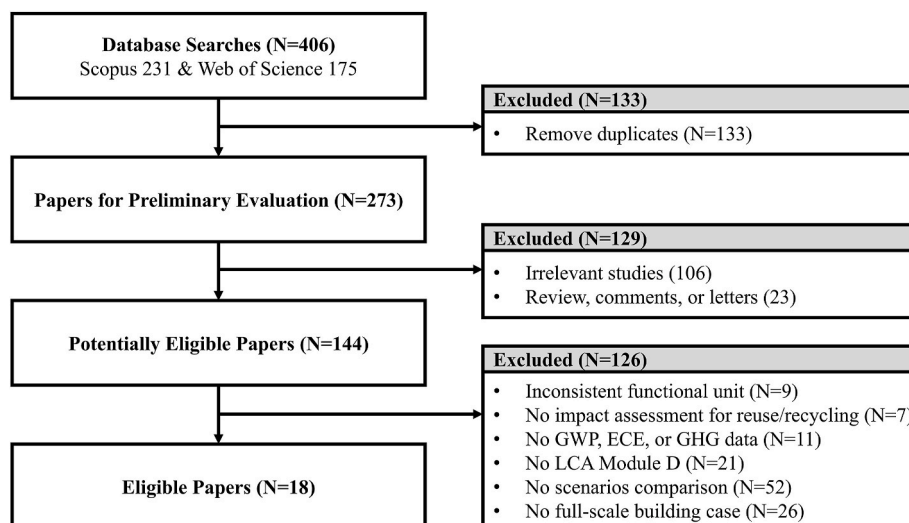 Database Searches (N=406)
Scopus 231 & Web of Science 175
Excluded (N=133)
• Remove duplicates (N=133)
Papers for Preliminary Evaluation (N=273)
Excluded (N=129)
• Irrelevant studies (106)
• Review, comments, or letters (23)
Potentially Eligible Papers (N=144)
Excluded (N=126)
• Inconsistent functional unit (N=9)
• No impact assessment for reuse/recycling (N=7)
• No GWP, ECE, or GHG data (N=11)
• No LCA Module D (N=21)
• No scenarios comparison (N=52)
• No full-scale building case (N=26)
Eligible Papers (N=18)